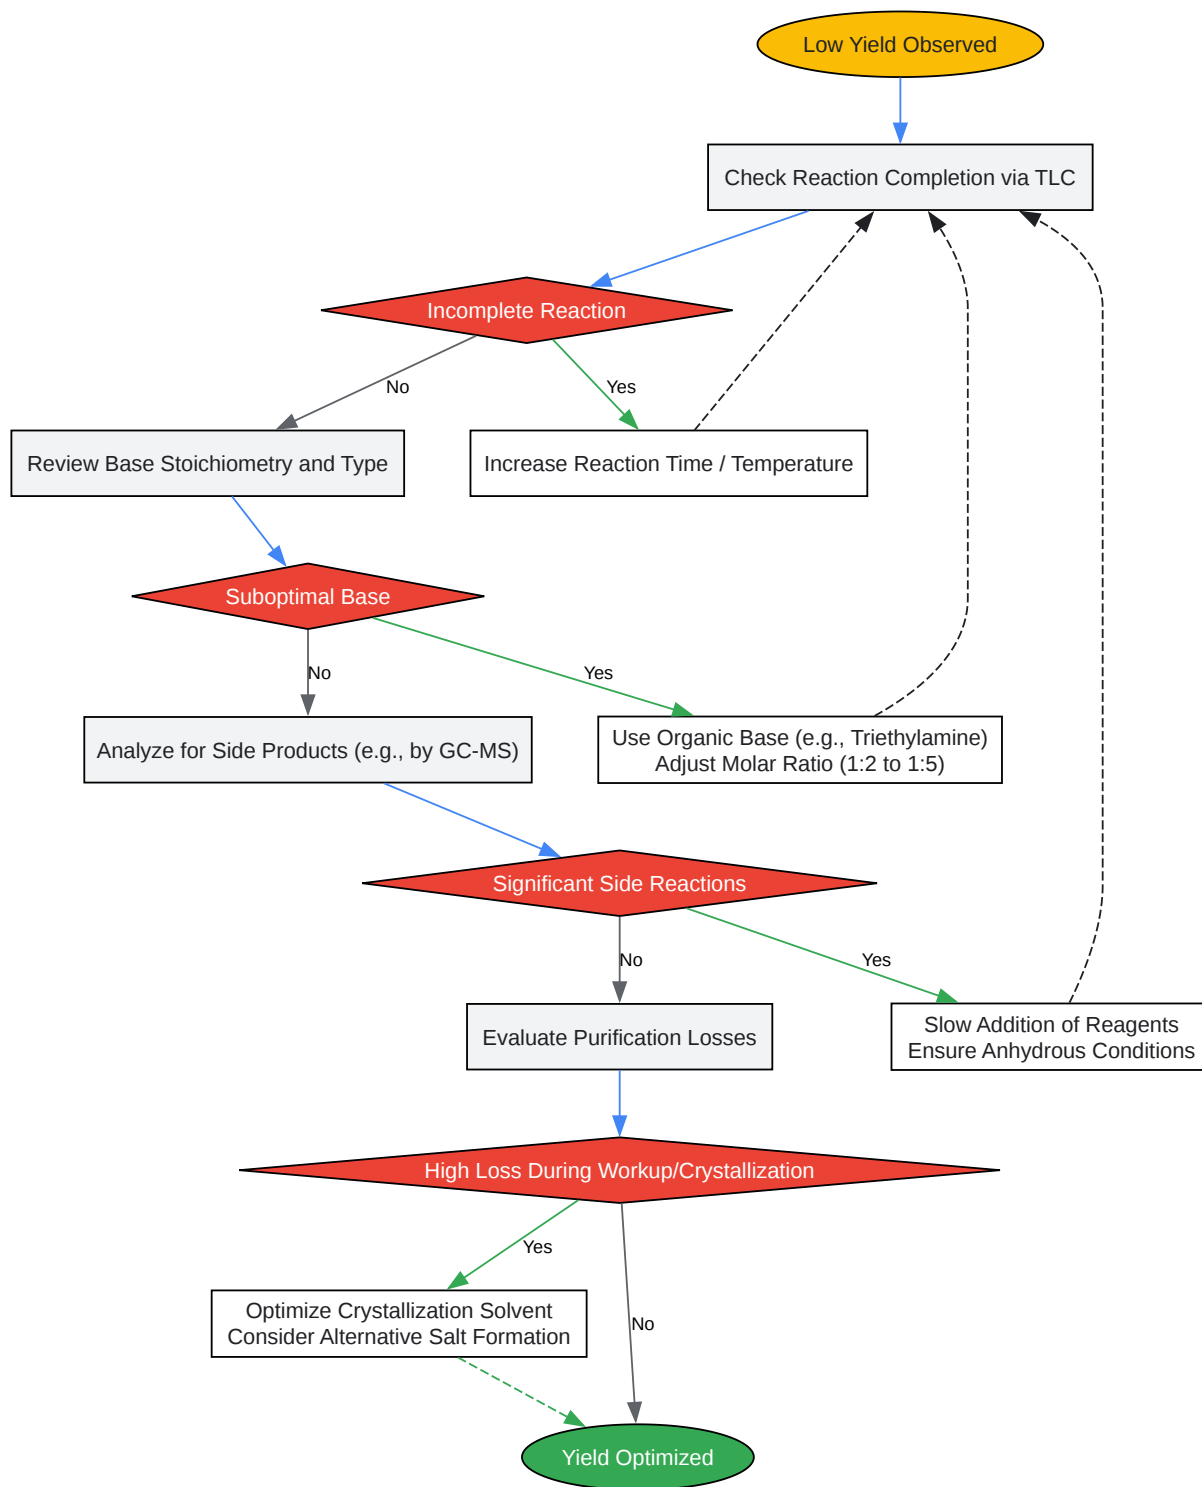 Low Yield Observed
Check Reaction Completion via TLC
Incomplete Reaction
No
Yes
Review Base Stoichiometry and Type
Increase Reaction Time / Temperature
Suboptimal Base
No
Yes
Analyze for Side Products (e.g., by GC-MS)
Use Organic Base (e.g., Triethylamine)
Adjust Molar Ratio (1:2 to 1:5)
Significant Side Reactions
No
Yes
Evaluate Purification Losses
Slow Addition of Reagents
Ensure Anhydrous Conditions
High Loss During Workup/Crystallization
Yes
Optimize Crystallization Solvent
Consider Alternative Salt Formation
No
Yield Optimized